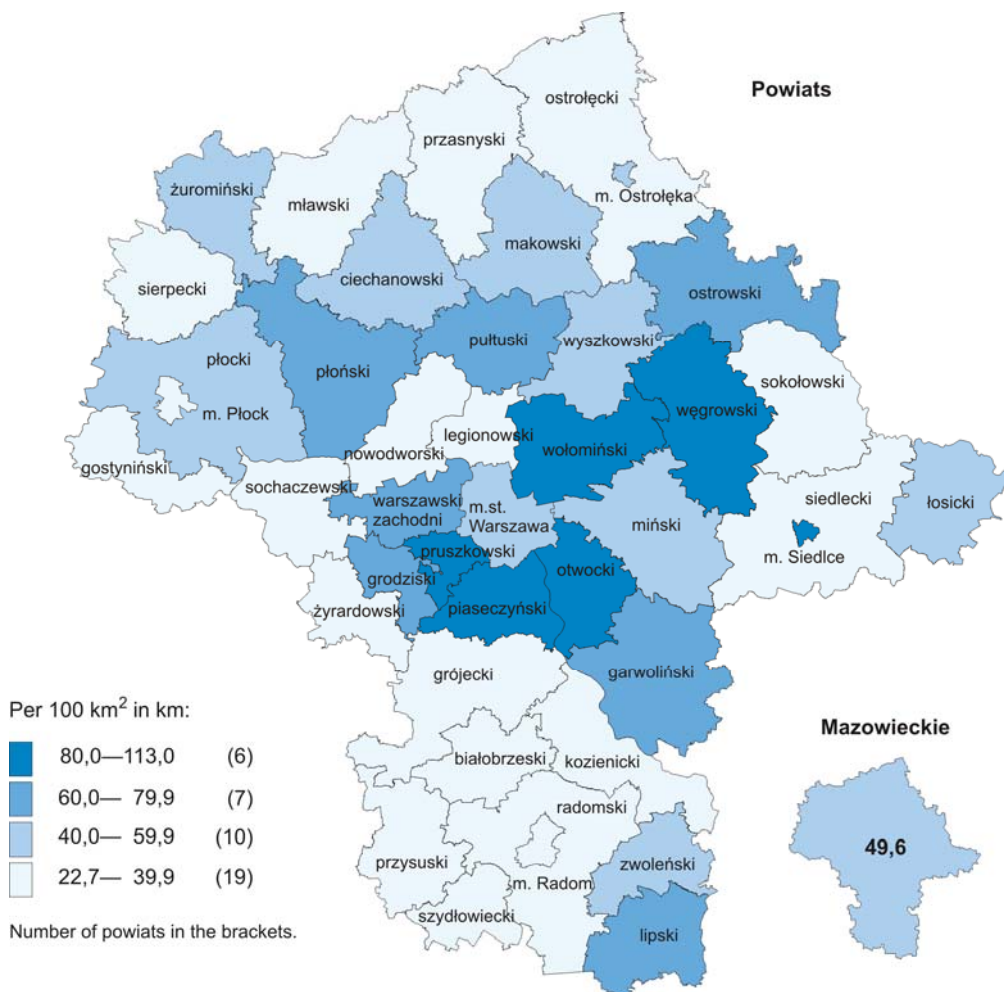 Powiats
ostrołęcki
przasnyski
żuromiński
mławski
m. Ostrołęka
makowski
sierpecki
ciechanowski
ostrowski
płocki
płoński
pułtuski
wyszkowski
sokołowski
węgrowski
m. Płock
legionowski
wołomiński
nowodworski
gostyniński
sochaczewski
siedlecki
łosicki
warszawski
zachodni
m.st.
Warszawa
miński
m. Siedlce
pruszkowski
otwocki
grodziski
żyrardowski
piaseczyński
grójecki
garwoliński
białobrzeski
kozienicki
radomski
przysuski
zwoleński
m. Radom
szydłowiecki
lipski
Per 100 km² in km:
80,0—113,0 (6)
60,0— 79,9 (7)
40,0— 59,9 (10)
22,7— 39,9 (19)
Number of powiats in the brackets.
Mazowieckie
49,6